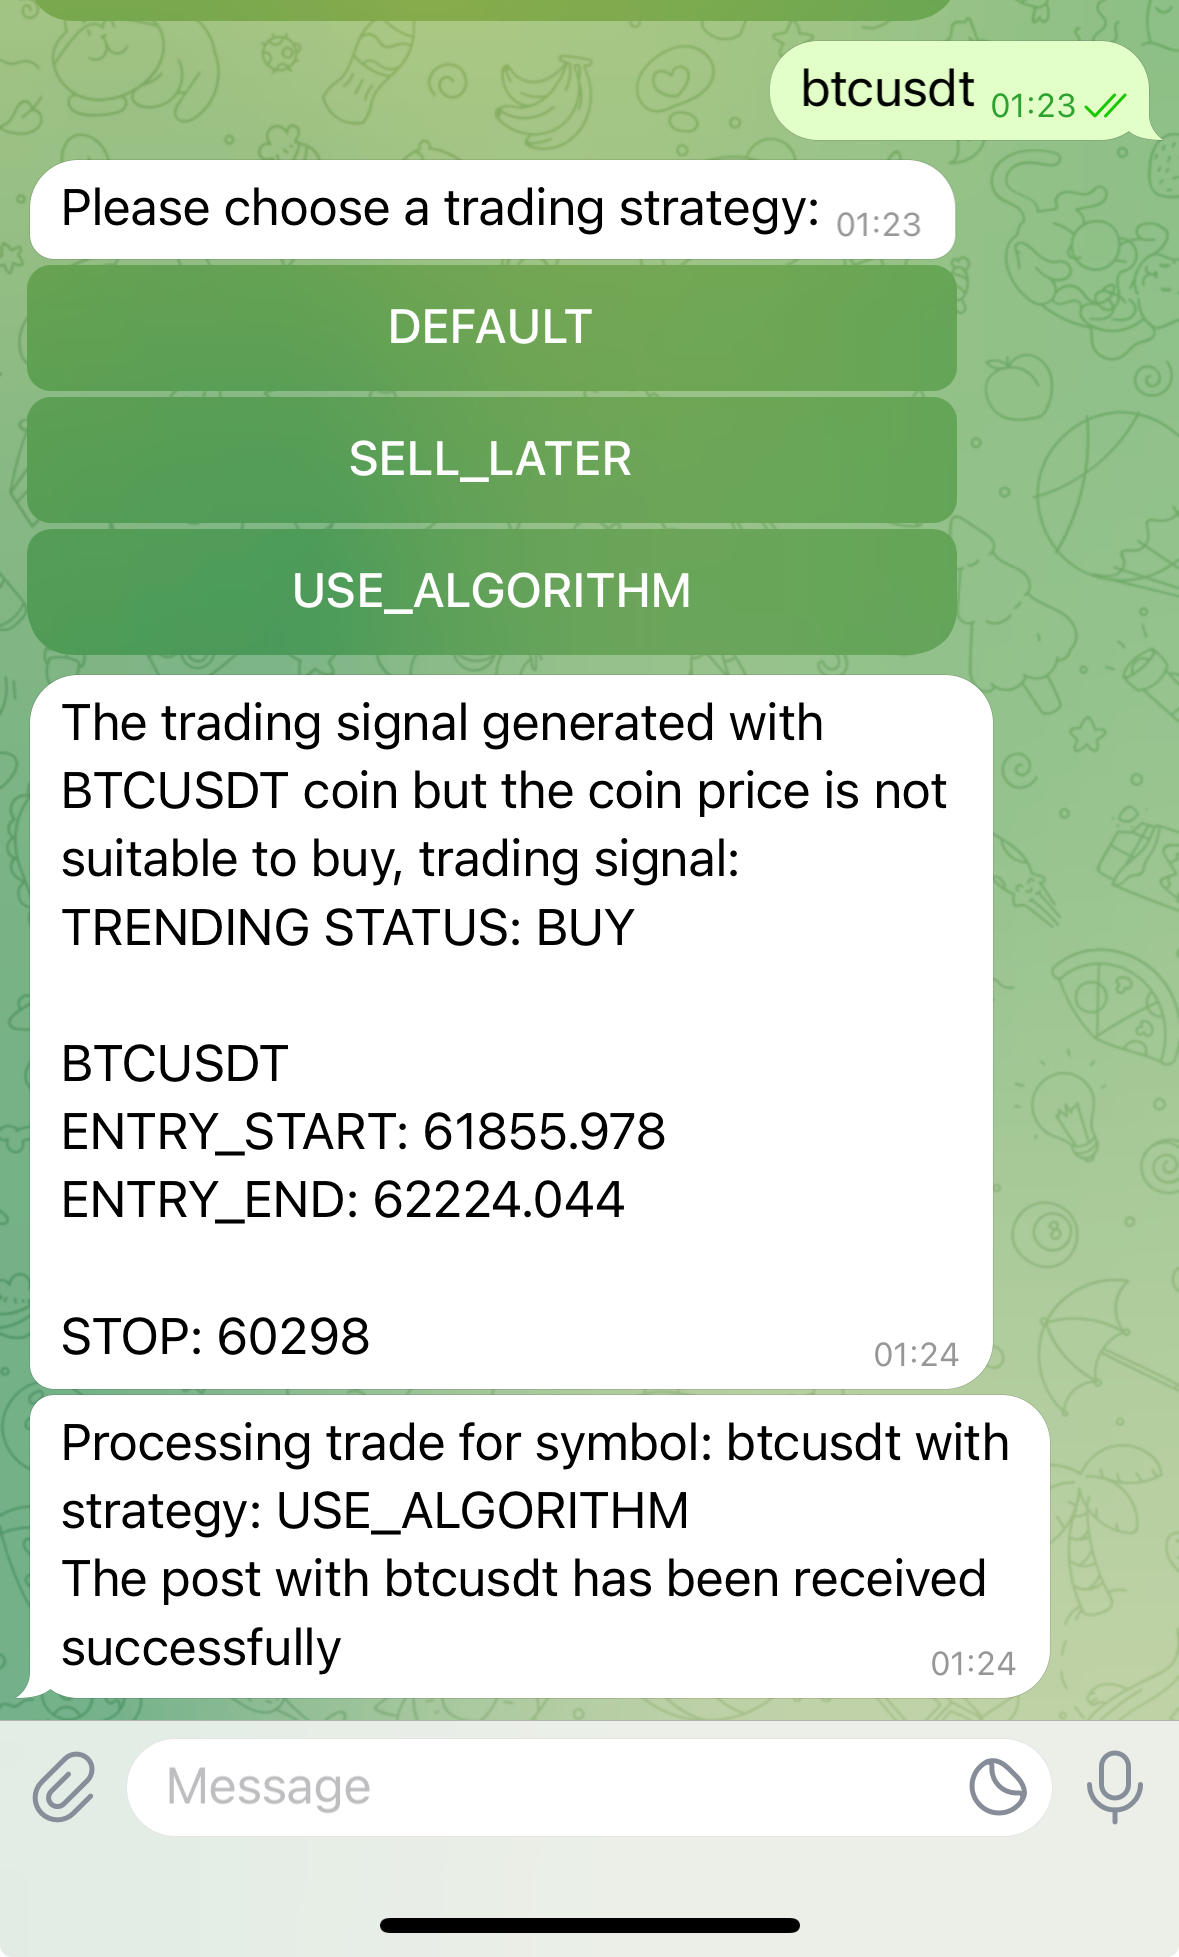 btcusdt 01:23
Please choose a trading strategy: 01:23
DEFAULT
SELL_LATER
USE_ALGORITHM
The trading signal generated with
BTCUSDT coin but the coin price is not
suitable to buy, trading signal:
TRENDING STATUS: BUY
BTCUSDT
ENTRY_START: 61855.978
ENTRY_END: 62224.044
STOP: 60298
01:24
Processing trade for symbol: btcusdt with
strategy: USE_ALGORITHM
The post with btcusdt has been received
successfully
01:24
Message